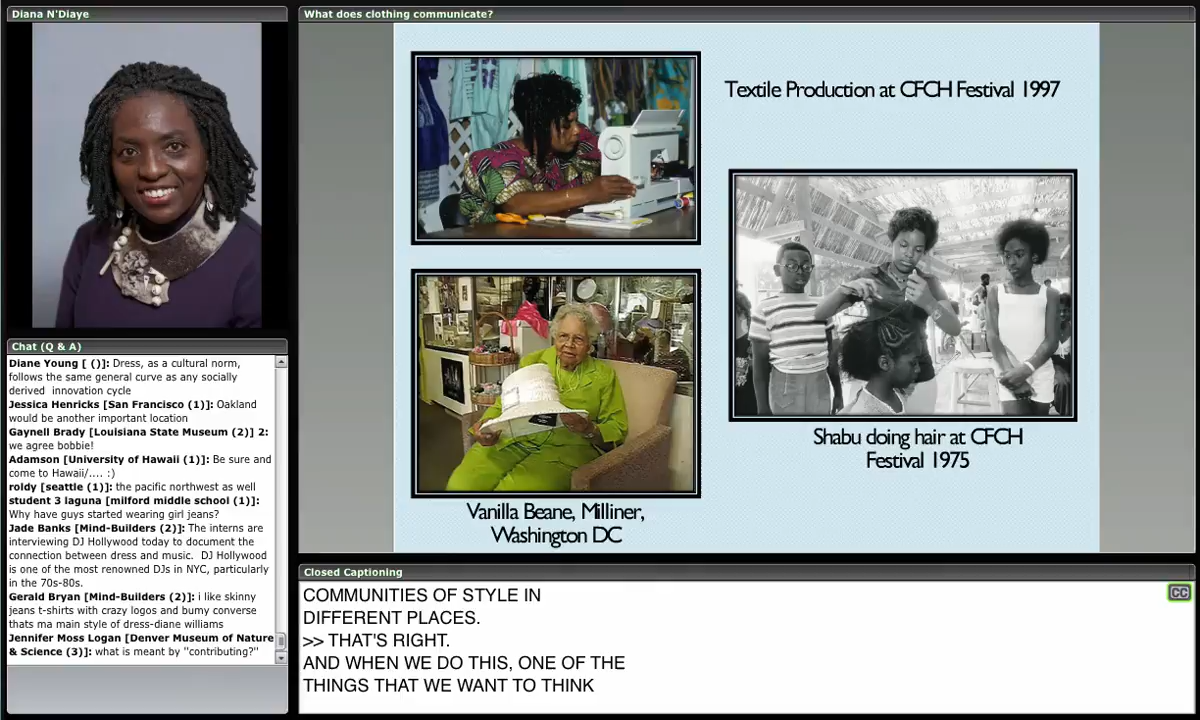 Diana N'Diaye
What does clothing communicate?
Textile Production at CFCH Festival 1997
Shabu doing hair at CFCH
Festival 1975
Vanilla Beane, Milliner,
Washington DC
Chat (Q & A)
Diane Young [ ()]: Dress, as a cultural norm,
follows the same general curve as any socially
derived innovation cycle
Jessica Henricks [San Francisco (1)]: Oakland
would be another important location
Gaynell Brady [Louisiana State Museum (2)] 2:
we agree bobbie!
Adamson [University of Hawaii (1)]: Be sure and
come to Hawaii/.... :)
roldy [seattle (1)]: the pacific northwest as well
student 3 laguna [milford middle school (1)]:
Why have guys started wearing girl jeans?
Jade Banks [Mind-Builders (2)]: The interns are
interviewing DJ Hollywood today to document the
connection between dress and music. DJ Hollywood
is one of the most renowned DJs in NYC, particularly
in the 70s-80s.
Gerald Bryan [Mind-Builders (2)]: i like skinny
jeans t-shirts with crazy logos and bumy converse
thats ma main style of dress-diane williams
Jennifer Moss Logan [Denver Museum of Nature
& Science (3)]: what is meant by "contributing?"
Closed Captioning
CC
COMMUNITIES OF STYLE IN
DIFFERENT PLACES.
>> THAT'S RIGHT.
AND WHEN WE DO THIS, ONE OF THE
THINGS THAT WE WANT TO THINK